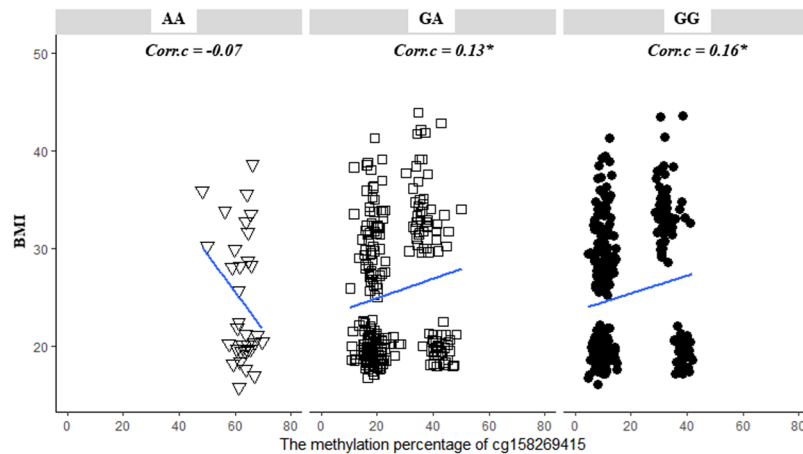 AA GA GG
Corr.c = -0.07 Corr.c = 0.13* Corr.c = 0.16*
50
40
30
20
BMI
0 20 40 60 80 0 20 40 60 80 0 20 40 60 80
The methylation percentage of cg158269415